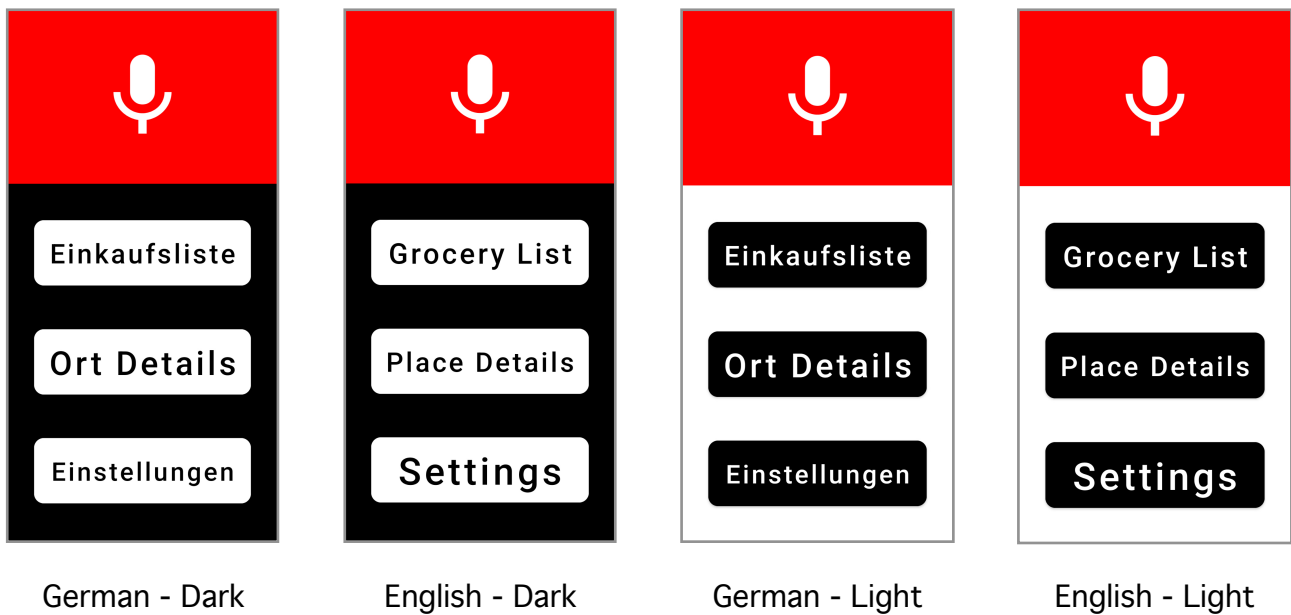 Einkaufsliste
Ort Details
Einstellungen
German - Dark
Grocery List
Place Details
Settings
English - Dark
Einkaufsliste
Ort Details
Einstellungen
German - Light
Grocery List
Place Details
Settings
English - Light